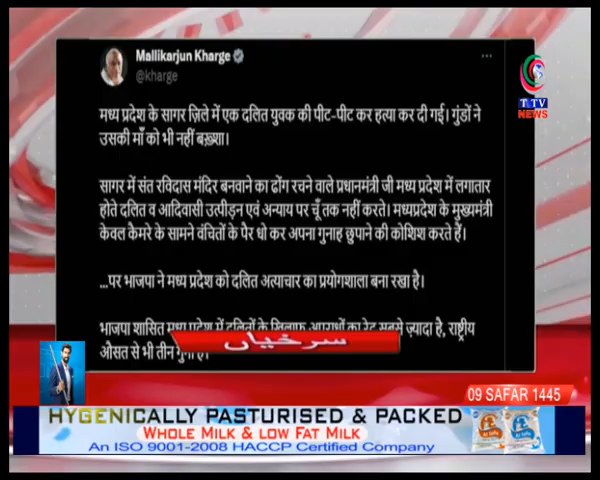 Mallikarjun Kharge
@kharge
मध्य प्रदेश के सागर ज़िले में एक दलित युवक की पीट-पीट कर हत्या कर दी गई। गुंडों ने
उसकी माँ को भी नहीं बख़्शा।
सागर में संत रविदास मंदिर बनवाने का ढोंग रचने वाले प्रधानमंत्री जी मध्य प्रदेश में लगातार
होते दलित व आदिवासी उत्पीड़न एवं अन्याय पर चूँ तक नहीं करते। मध्यप्रदेश के मुख्यमंत्री
केवल कैमरे के सामने वंचितों के पैर धो कर अपना गुनाह छुपाने की कोशिश करते हैं।
...पर भाजपा ने मध्य प्रदेश को दलित अत्याचार का प्रयोगशाला बना रखा है।
भाजपा शासित मध्य प्रदेश में दलितों के खिलाफ अपराधों का रेट सबसे ज़्यादा है, राष्ट्रीय
औसत से भी तीन गुना है।
T TV
NEWS
سرخیاں
09 SAFAR 1445
HYGENICALLY PASTURISED & PACKED
WHOLE MILK & LOW FAT MILK
An ISO 9001-2008 HACCP Certified Company